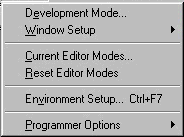 Development Mode...
Window Setup
Current Editor Modes...
Reset Editor Modes
Environment Setup... Ctrl+F7
Programmer Options